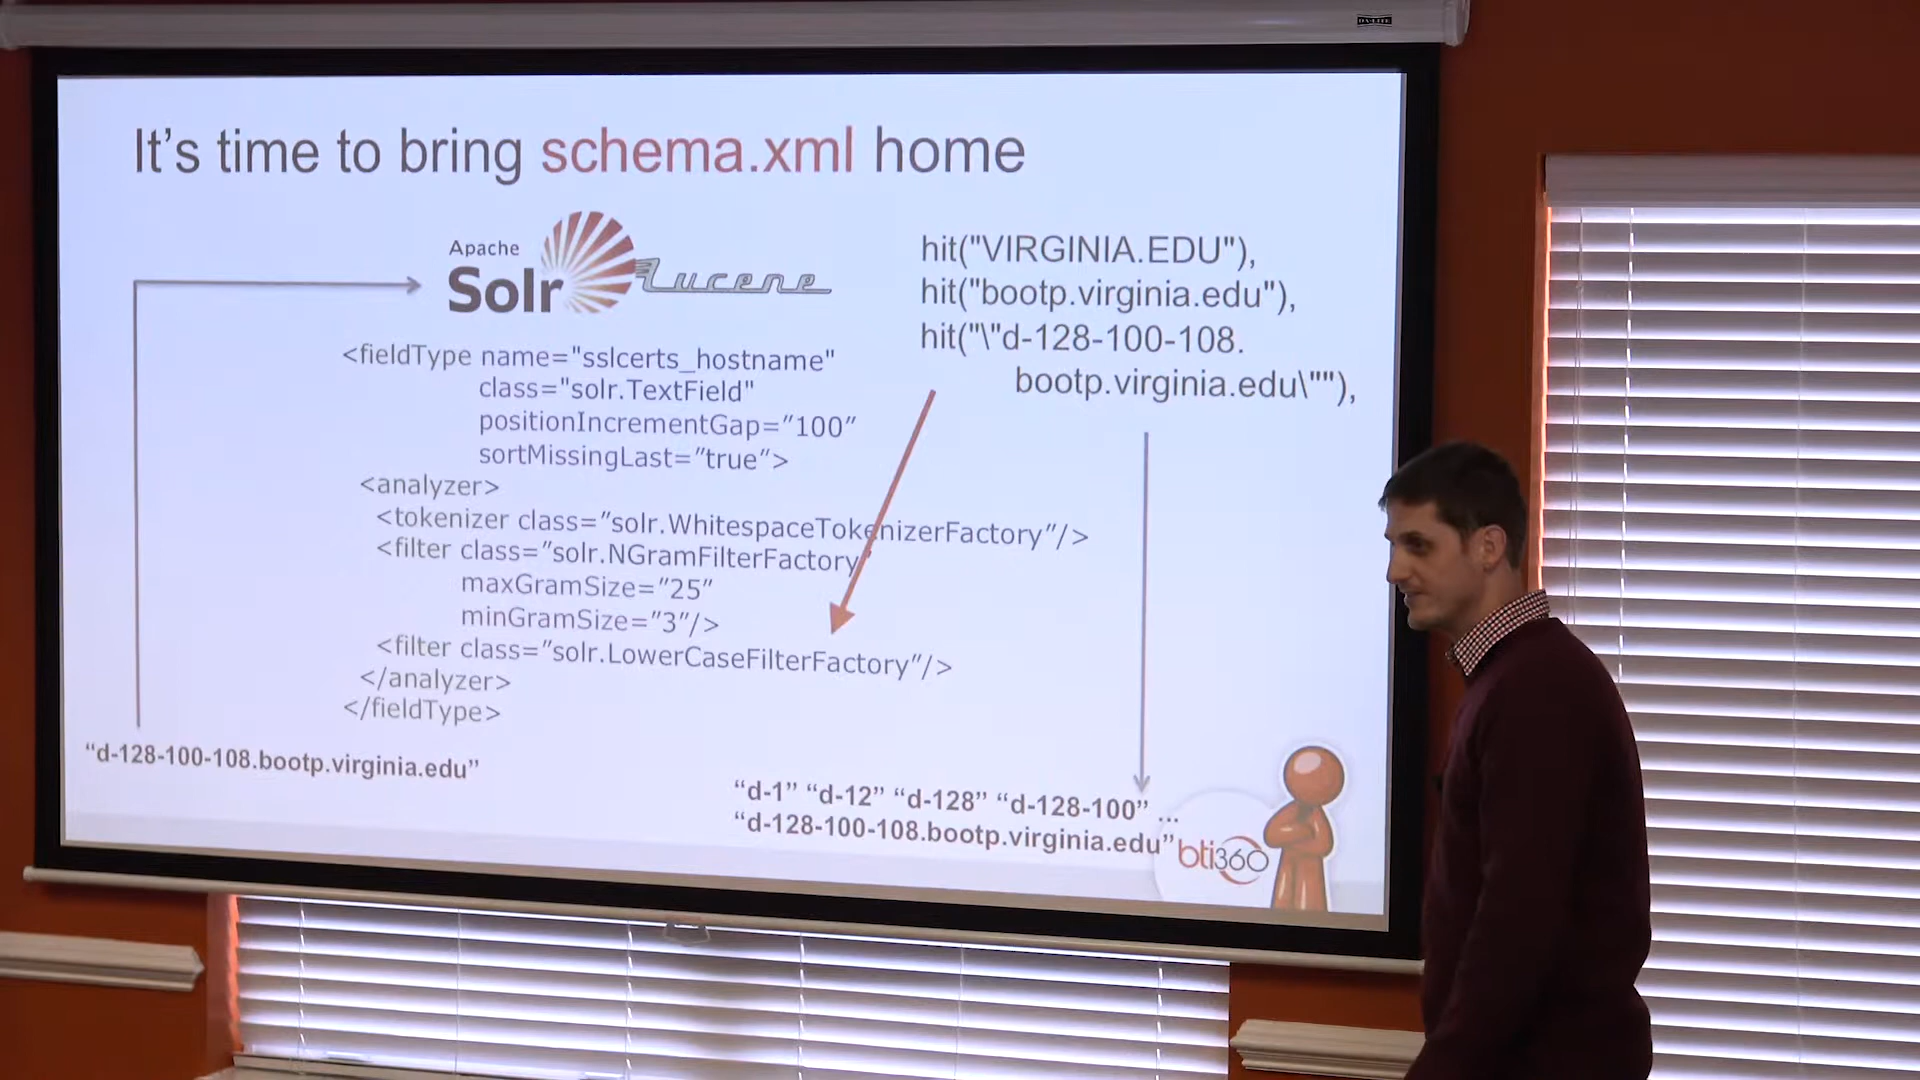 It's time to bring schema.xml home
Apache
Solr
Lucene
hit("VIRGINIA.EDU"),
hit("bootp.virginia.edu"),
hit("\"d-128-100-108.
bootp.virginia.edu\""),
<fieldType name="sslcerts_hostname"
class="solr.TextField"
positionIncrementGap="100"
sortMissingLast="true">
<analyzer>
<tokenizer class="solr.WhitespaceTokenizerFactory"/>
<filter class="solr.NGramFilterFactory"
maxGramSize="25"
minGramSize="3"/>
<filter class="solr.LowerCaseFilterFactory"/>
</analyzer>
</fieldType>
"d-128-100-108.bootp.virginia.edu"
"d-1" "d-12" "d-128" "d-128-100" ...
"d-128-100-108.bootp.virginia.edu"
bti360